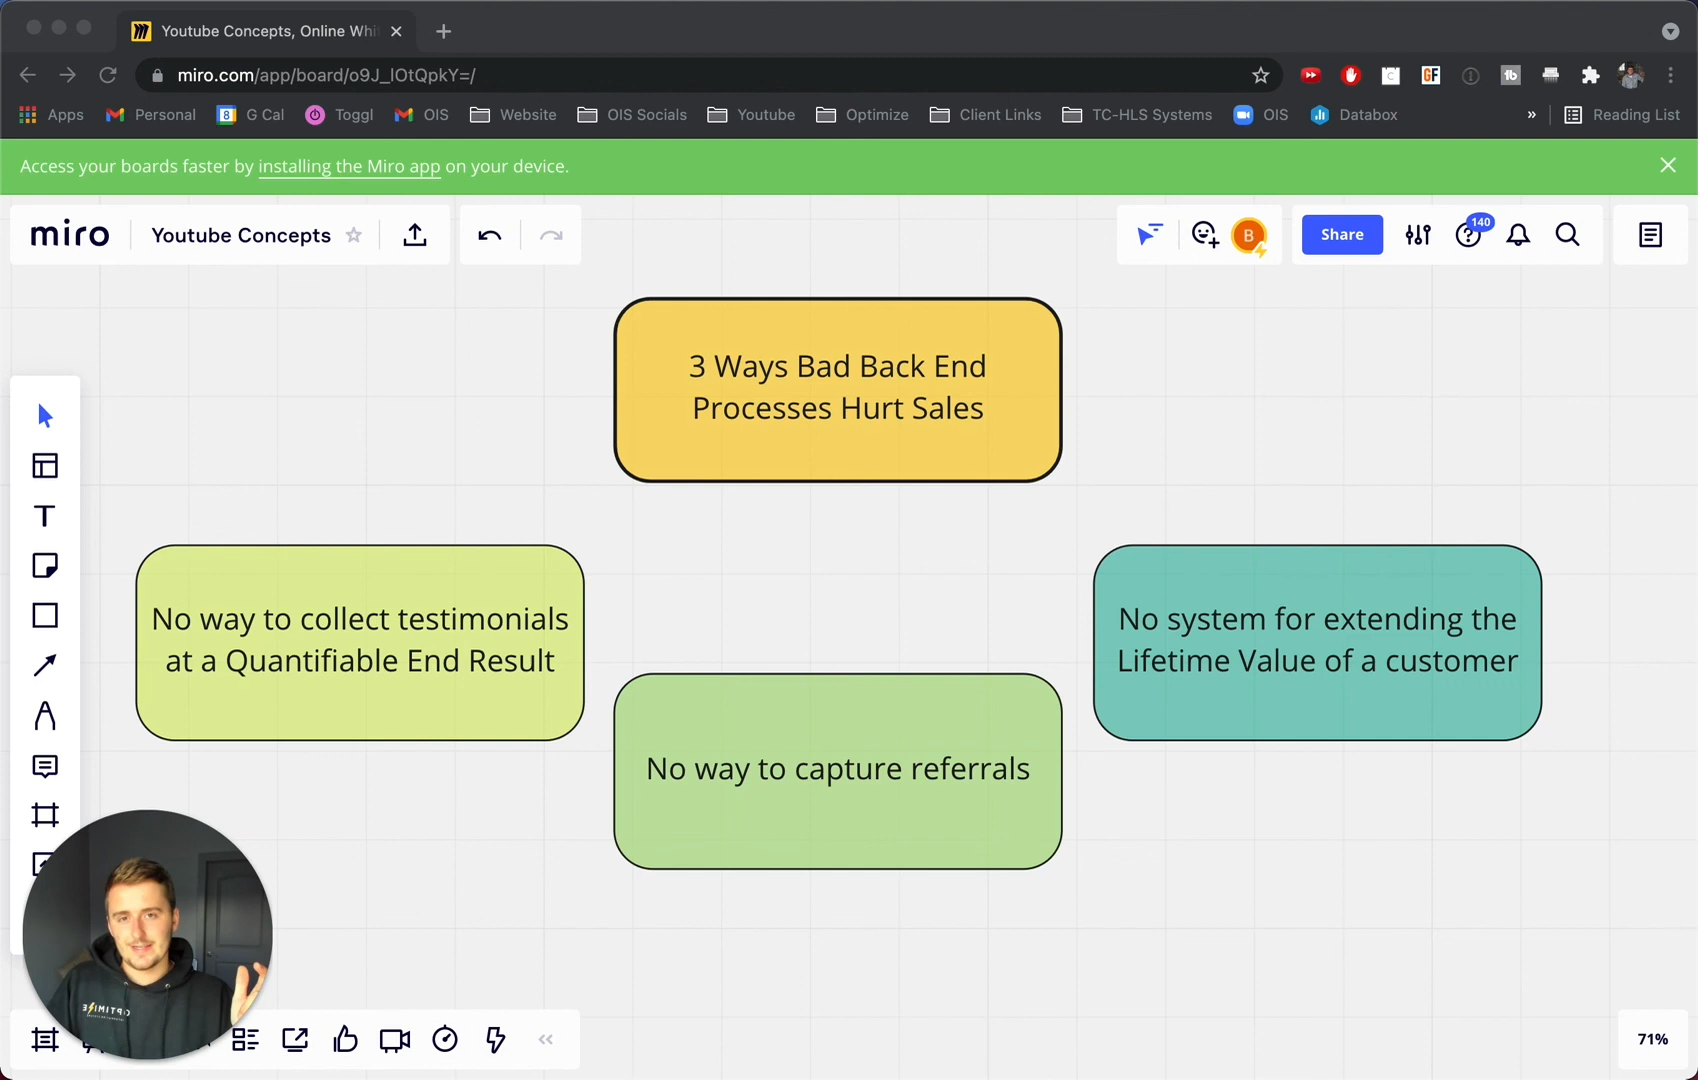 Youtube Concepts, Online Whi
miro.com/app/board/o9J_lOtQpkY=/
GF
tb
Apps
Personal
8
G Cal
Toggl
OIS
Website
OIS Socials
Youtube
Optimize
Client Links
TC-HLS Systems
OIS
Databox
»
Reading List
Access your boards faster by installing the Miro app on your device.
miro
Youtube Concepts
B
Share
140
3 Ways Bad Back End
Processes Hurt Sales
No way to collect testimonials
at a Quantifiable End Result
No system for extending the
Lifetime Value of a customer
No way to capture referrals
OPTIMISE
71%